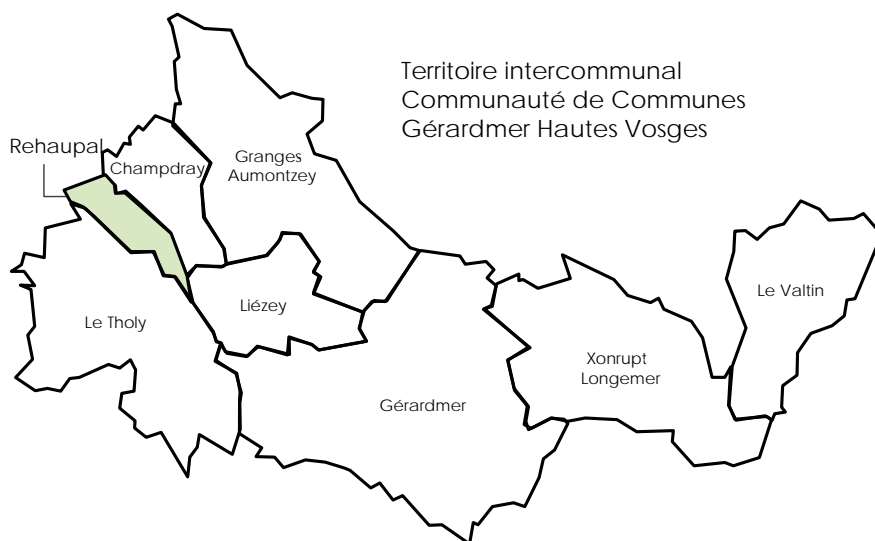 Territoire intercommunal
Communauté de Communes
Gérardmer Hautes Vosges
Rehaupal
Champdray
Granges
Aumontzey
Le Tholy
Liézey
Gérardmer
Xonrupt
Longemer
Le Valtin